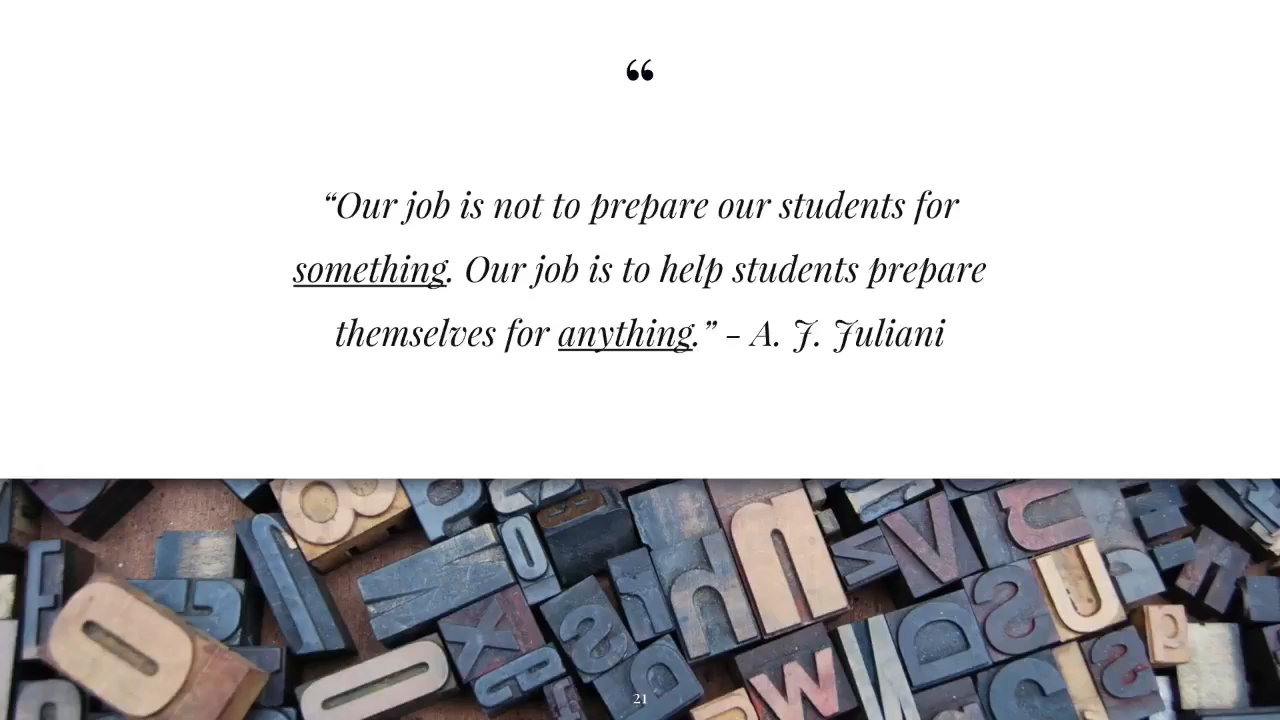 “
“Our job is not to prepare our students for
something. Our job is to help students prepare
themselves for anything.” – A. J. Juliani
21